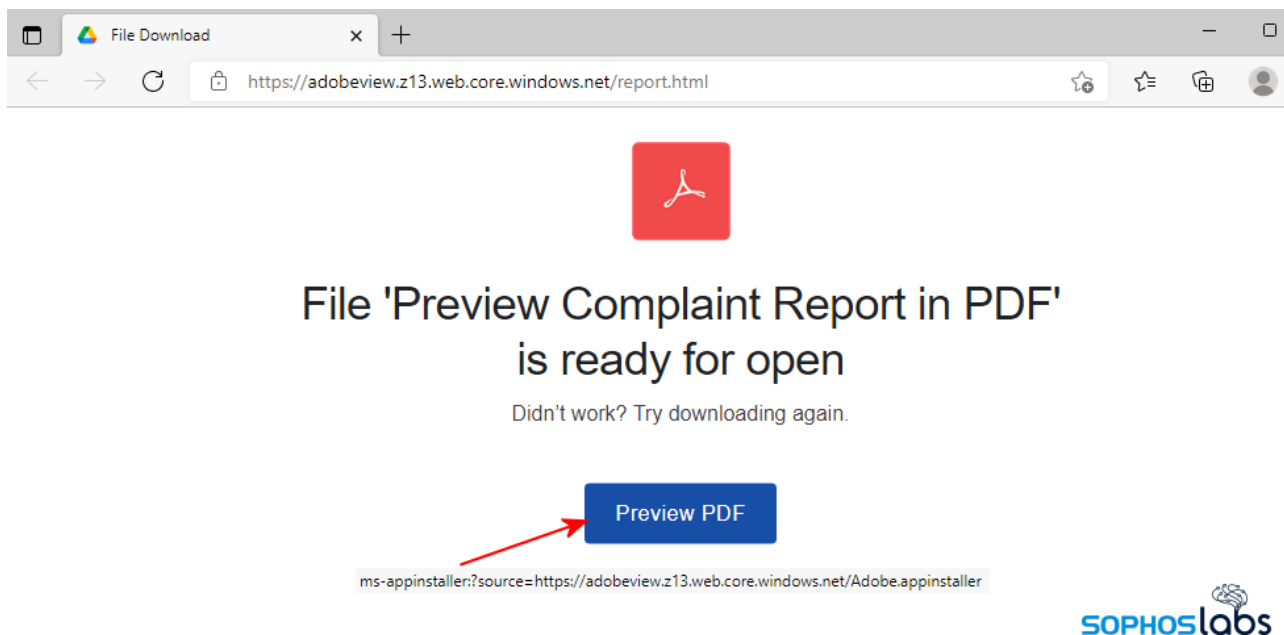 File Download
https://adobeview.z13.web.core.windows.net/report.html
File 'Preview Complaint Report in PDF'
is ready for open
Didn't work? Try downloading again.
Preview PDF
ms-appinstaller:?source=https://adobeview.z13.web.core.windows.net/Adobe.appinstaller
SOPHOSlabs